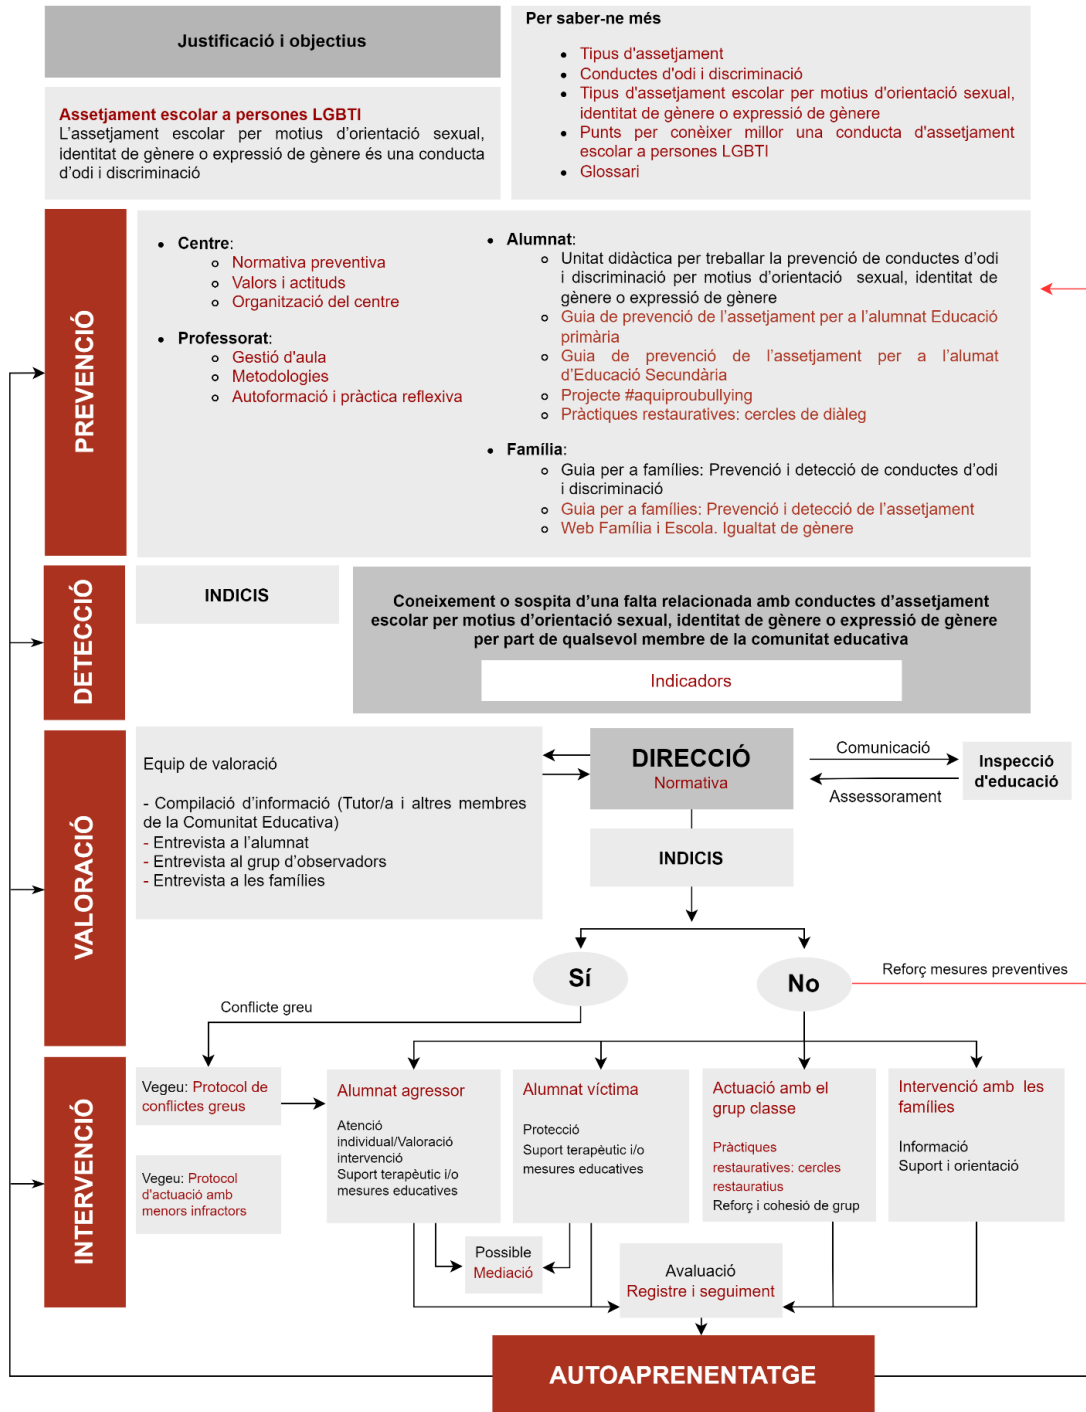 Justificació i objectius
Assetjament escolar a persones LGBTI
L'assetjament escolar per motius d'orientació sexual,
identitat de gènere o expressió de gènere és una conducta
d'odi i discriminació
Per saber-ne més
Tipus d'assetjament
Conductes d'odi i discriminació
Tipus d'assetjament escolar per motius d'orientació sexual,
identitat de gènere o expressió de gènere
Punts per conèixer millor una conducta d'assetjament
escolar a persones LGBTI
Glossari
PREVENCIÓ
Centre:
Normativa preventiva
Valors i actituds
Organització del centre
Professorat:
Gestió d'aula
Metodologies
Autoformació i pràctica reflexiva
Alumnat:
Unitat didàctica per treballar la prevenció de conductes d'odi
i discriminació per motius d'orientació sexual, identitat de
gènere o expressió de gènere
Guia de prevenció de l'assetjament per a l'alumnat Educació
primària
Guia de prevenció de l'assetjament per a l'alumat
d'Educació Secundària
Projecte #aquiproubullying
Pràctiques restauratives: cercles de diàleg
Família:
Guia per a famílies: Prevenció i detecció de conductes d'odi
i discriminació
Guia per a famílies: Prevenció i detecció de l'assetjament
Web Família i Escola. Igualtat de gènere
DETECCIÓ
INDICIS
Coneixement o sospita d'una falta relacionada amb conductes d'assetjament
escolar per motius d'orientació sexual, identitat de gènere o expressió de gènere
per part de qualsevol membre de la comunitat educativa
Indicadors
VALORACIÓ
Equip de valoració
- Compilació d'informació (Tutor/a i altres membres
de la Comunitat Educativa)
- Entrevista a l'alumnat
- Entrevista al grup d'observadors
- Entrevista a les famílies
DIRECCIÓ
Normativa
Comunicació
Assessorament
Inspecció
d'educació
INDICIS
Sí
No
Reforç mesures preventives
Conflicte greu
INTERVENCIÓ
Vegeu: Protocol de
conflictes greus
Vegeu: Protocol
d'actuació amb
menors infractors
Alumnat agressor
Atenció
individual/Valoració
intervenció
Suport terapèutic i/o
mesures educatives
Alumnat víctima
Protecció
Suport terapèutic i/o
mesures educatives
Actuació amb el
grup classe
Pràctiques
restauratives: cercles
restauratius
Reforç i cohesió de grup
Intervenció amb les
famílies
Informació
Suport i orientació
Possible
Mediació
Avaluació
Registre i seguiment
AUTOAPRENENTATGE